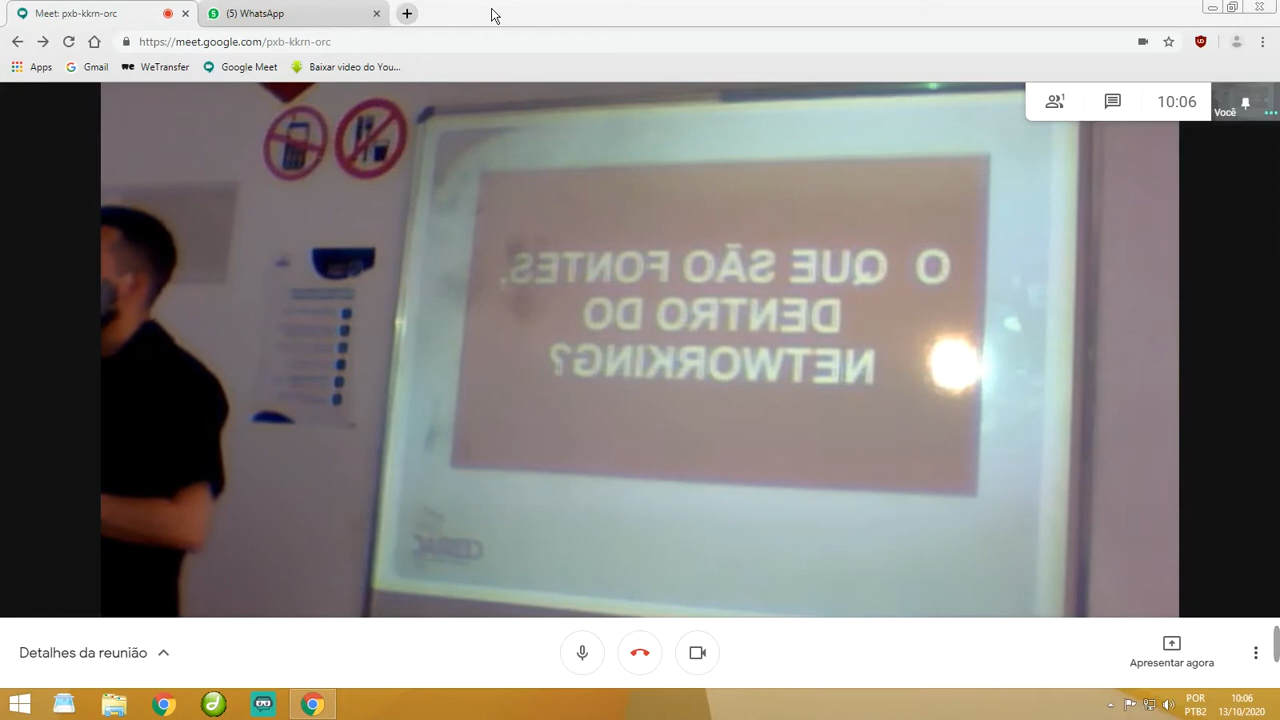 Meet: pxb-kkrn-orc
(5) WhatsApp
https://meet.google.com/pxb-kkrn-orc
Apps
Gmail
WeTransfer
Google Meet
Baixar video do You...
1
10:06
Você
O QUE SÃO FONTES,
DENTRO DO
NETWORKING?
CEBRAC
Detalhes da reunião
Apresentar agora
POR
PTB2
10:06
13/10/2020